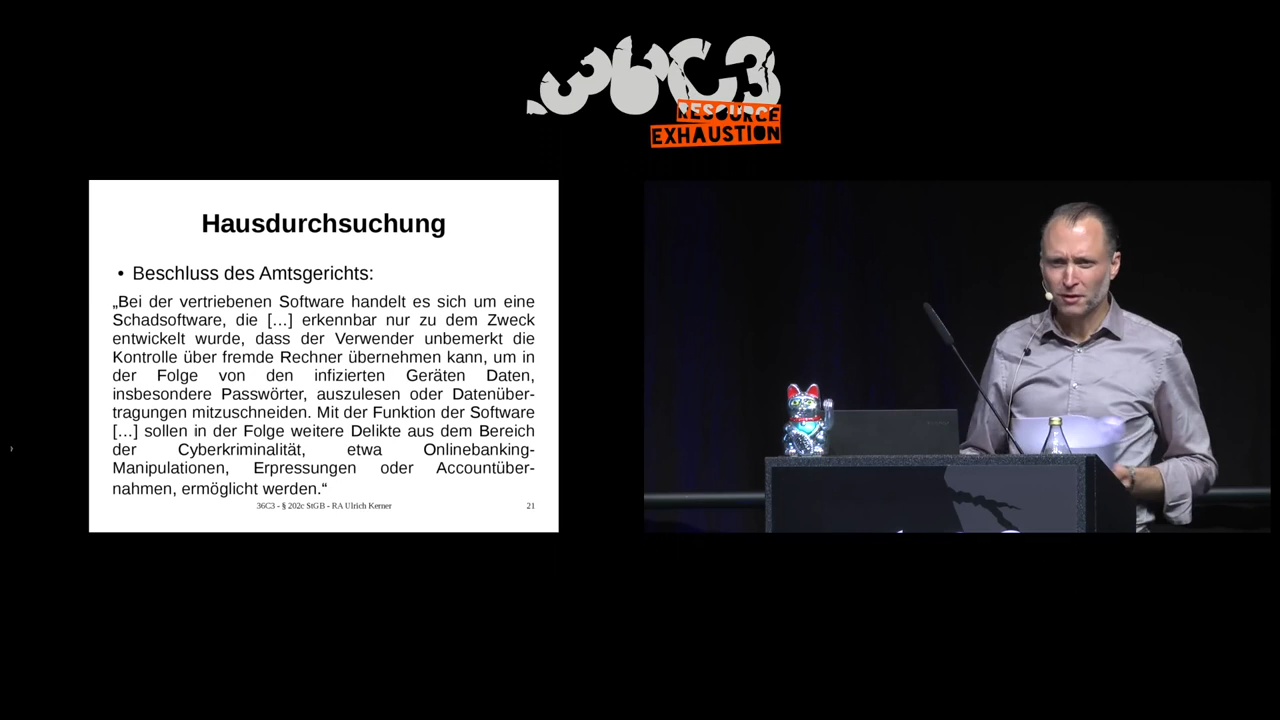 36C3
RESOURCE
EXHAUSTION
Hausdurchsuchung
• Beschluss des Amtsgerichts:
„Bei der vertriebenen Software handelt es sich um eine
Schadsoftware, die [...] erkennbar nur zu dem Zweck
entwickelt wurde, dass der Verwender unbemerkt die
Kontrolle über fremde Rechner übernehmen kann, um in
der Folge von den infizierten Geräten Daten,
insbesondere Passwörter, auszulesen oder Datenüber-
tragungen mitzuschneiden. Mit der Funktion der Software
[...] sollen in der Folge weitere Delikte aus dem Bereich
der Cyberkriminalität, etwa Onlinebanking-
Manipulationen, Erpressungen oder Accountüber-
nahmen, ermöglicht werden.“
36C3 - § 202c StGB - RA Ulrich Kerner
21